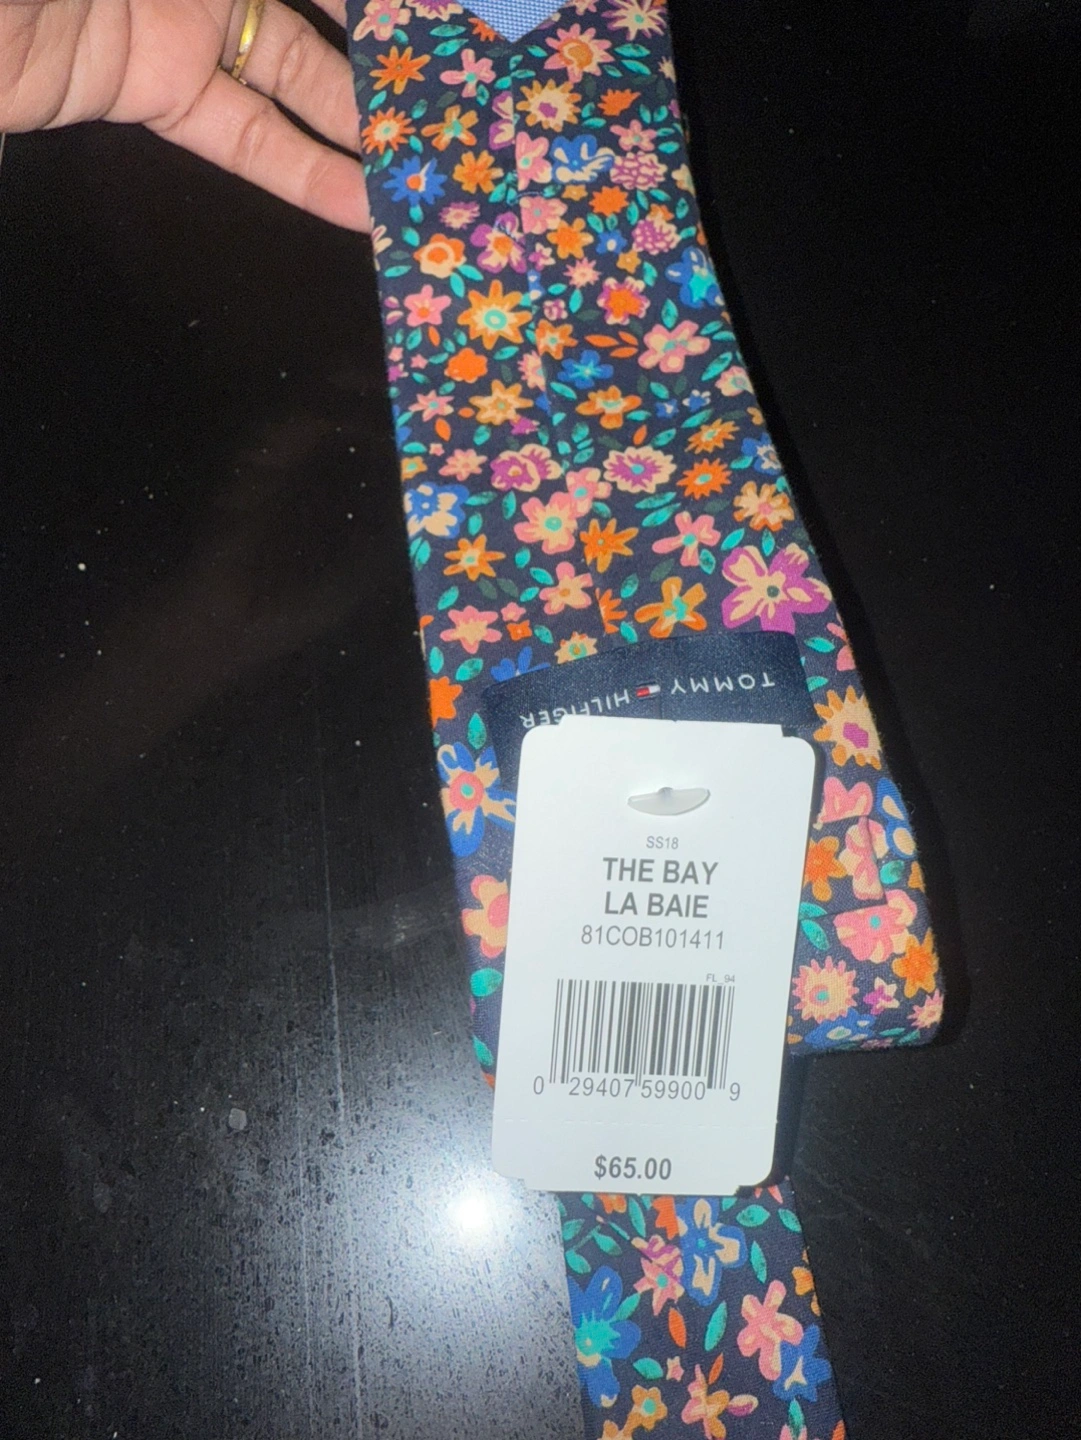 TOMMY HILFIGER
SS18
THE BAY
LA BAIE
81COB101411
FL_94
0 29407 59900 9
$65.00